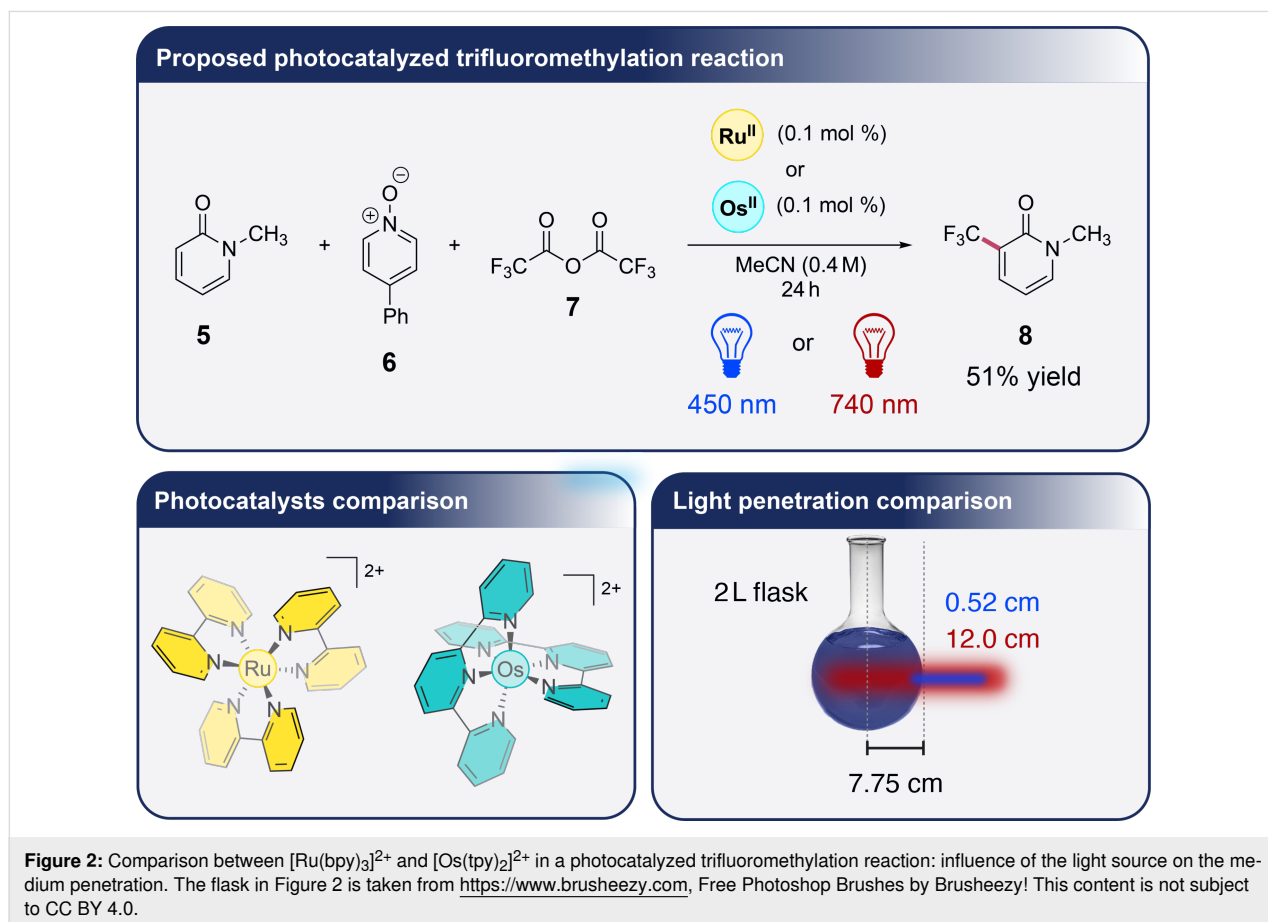 Proposed photocatalyzed trifluoromethylation reaction
Ruᴵᴵ (0.1 mol %)
or
Osᴵᴵ (0.1 mol %)
O
N
CH₃
5
+
O
⊖
⊕
N
Ph
6
+
O
O
F₃C
O
CF₃
7
MeCN (0.4 M)
24 h
450 nm
or
740 nm
F₃C
O
N
CH₃
8
51% yield
Photocatalysts comparison
2+
N
N
N
Ru
N
N
N
2+
N
N
N
Os
N
N
N
Light penetration comparison
2 L flask
0.52 cm
12.0 cm
7.75 cm
Figure 2: Comparison between [Ru(bpy)₃]²⁺ and [Os(tpy)₂]²⁺ in a photocatalyzed trifluoromethylation reaction: influence of the light source on the me-
dium penetration. The flask in Figure 2 is taken from https://www.brusheezy.com, Free Photoshop Brushes by Brusheezy! This content is not subject
to CC BY 4.0.